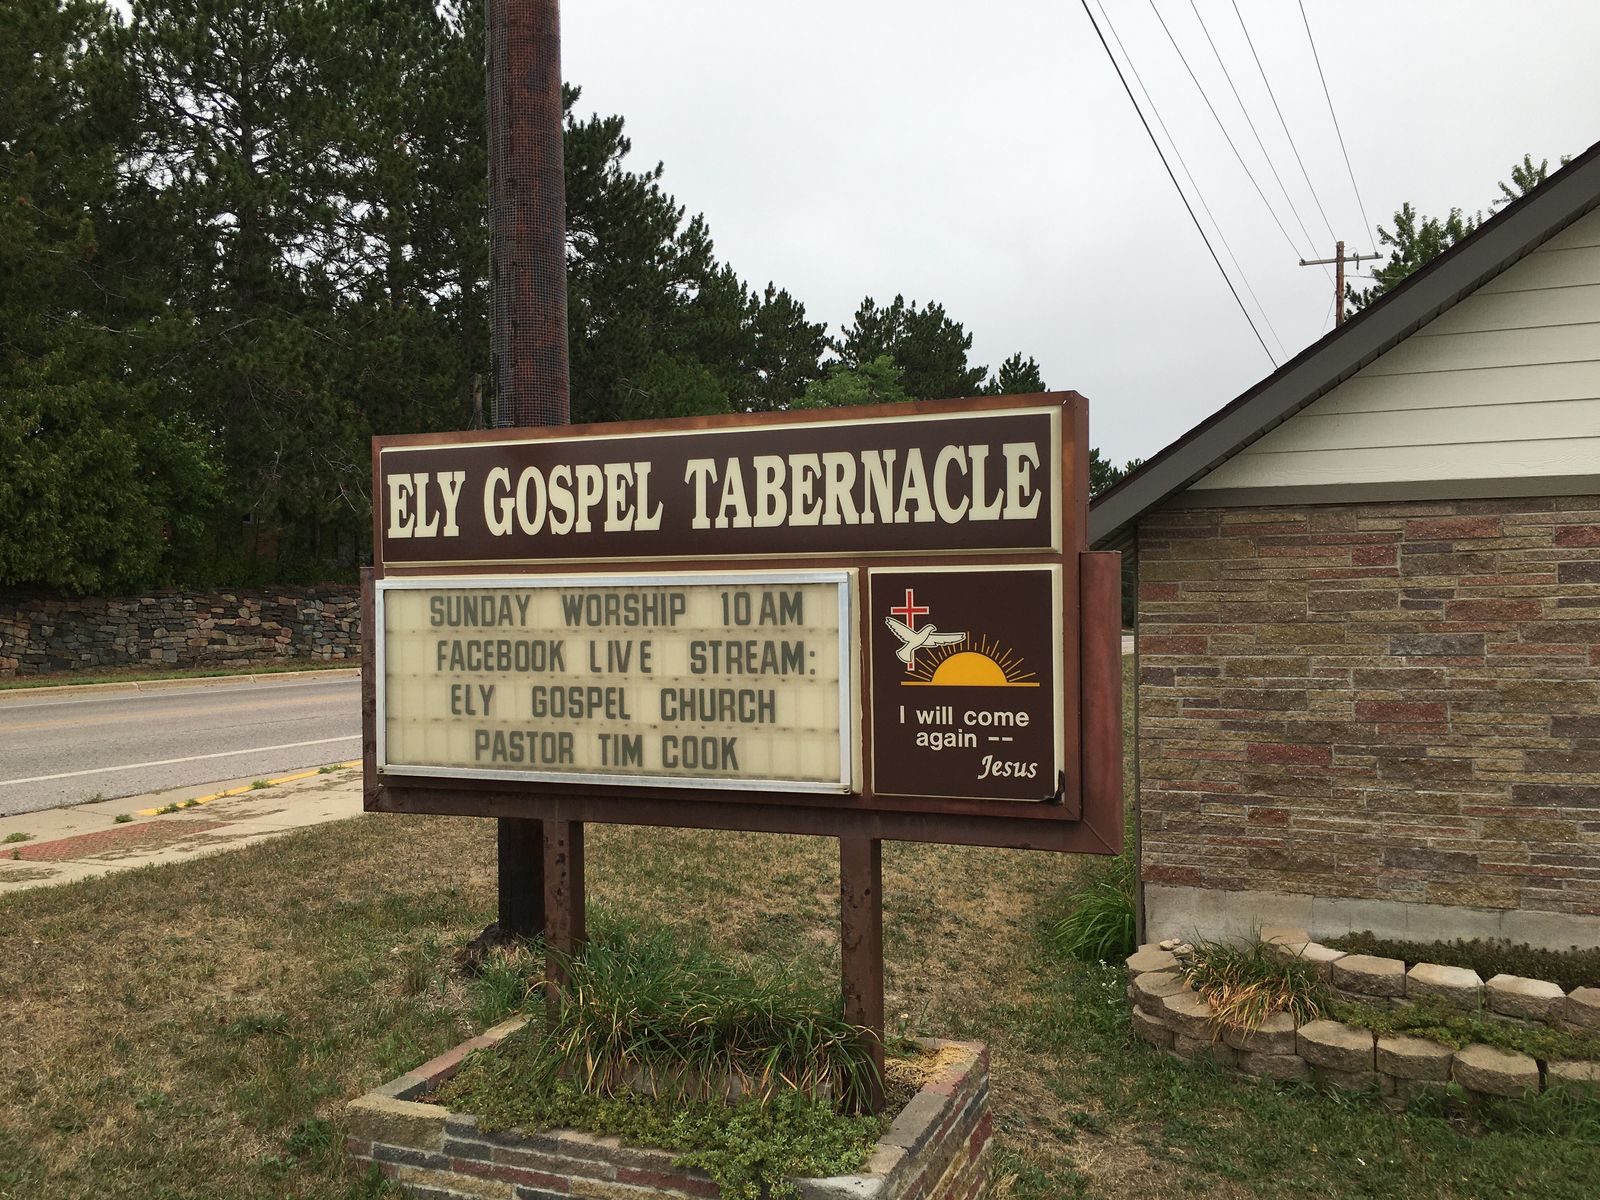 ELY GOSPEL TABERNACLE
SUNDAY WORSHIP 10 AM
FACEBOOK LIVE STREAM:
ELY GOSPEL CHURCH
PASTOR TIM COOK
I will come
again --
Jesus